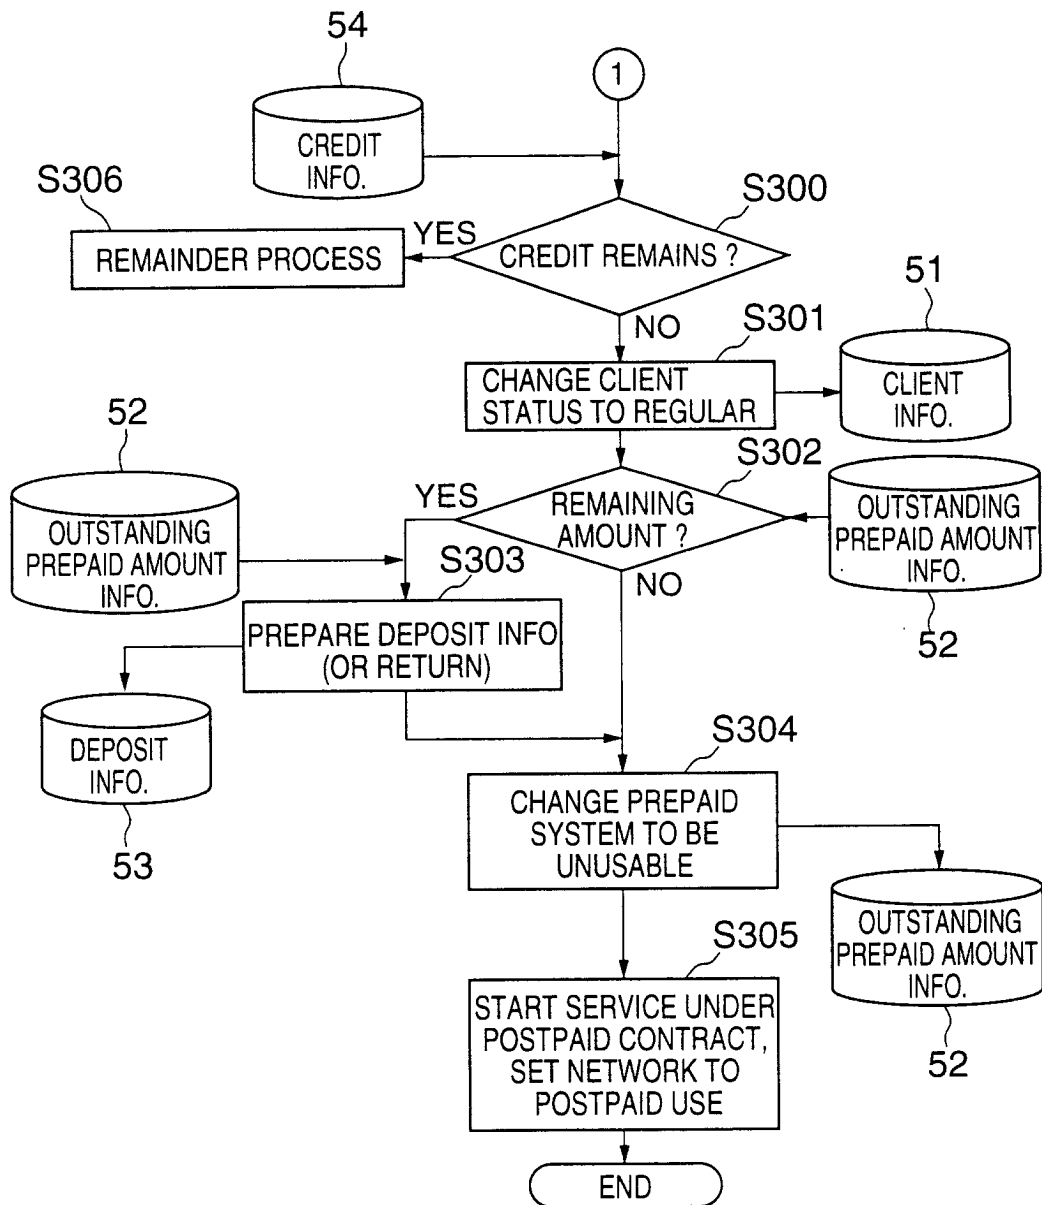 54
1
CREDIT
INFO.
S306
S300
YES
REMAINDER PROCESS
CREDIT REMAINS ?
51
NO
S301
CHANGE CLIENT
STATUS TO REGULAR
CLIENT
INFO.
52
S302
YES
REMAINING
AMOUNT ?
OUTSTANDING
PREPAID AMOUNT
INFO.
OUTSTANDING
PREPAID AMOUNT
INFO.
S303
NO
52
PREPARE DEPOSIT INFO
(OR RETURN)
DEPOSIT
INFO.
53
S304
CHANGE PREPAID
SYSTEM TO BE
UNUSABLE
OUTSTANDING
PREPAID AMOUNT
INFO.
52
S305
START SERVICE UNDER
POSTPAID CONTRACT,
SET NETWORK TO
POSTPAID USE
END